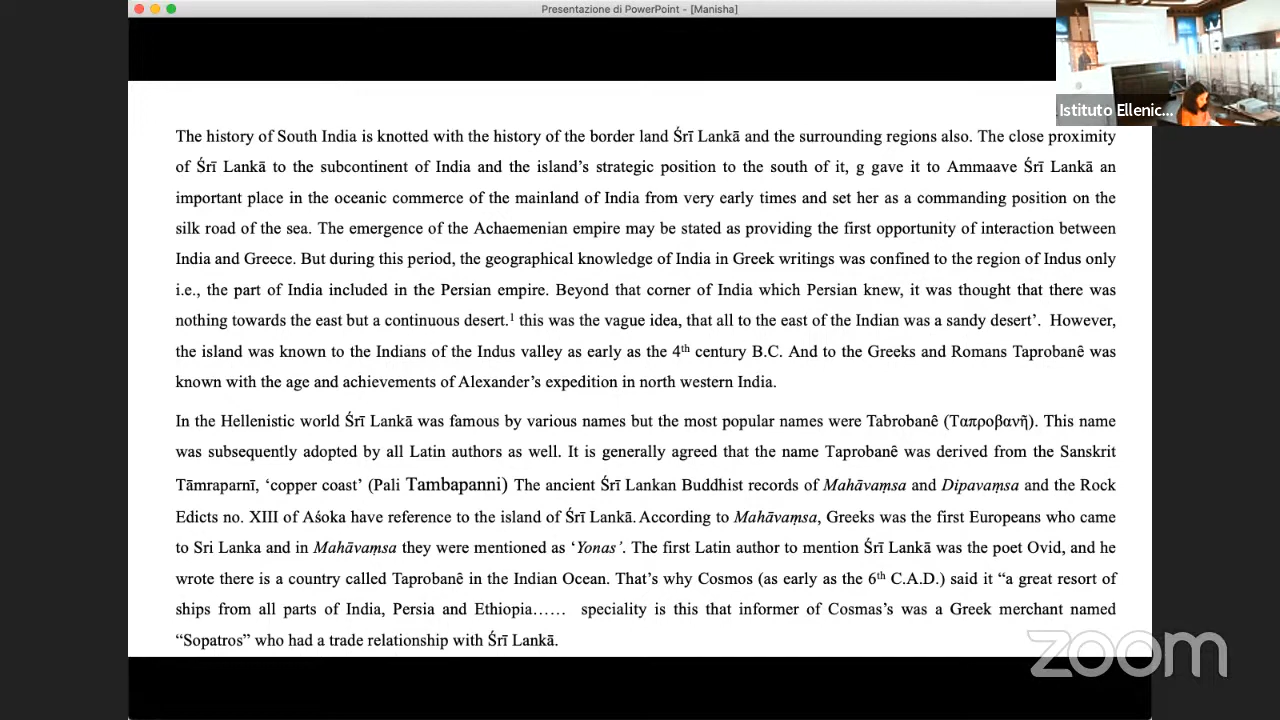 Presentazione di PowerPoint - [Manisha]
Istituto Ellenic...
The history of South India is knotted with the history of the border land Śrī Lankā and the surrounding regions also. The close proximity
of Śrī Lankā to the subcontinent of India and the island’s strategic position to the south of it, g gave it to Ammaave Śrī Lankā an
important place in the oceanic commerce of the mainland of India from very early times and set her as a commanding position on the
silk road of the sea. The emergence of the Achaemenian empire may be stated as providing the first opportunity of interaction between
India and Greece. But during this period, the geographical knowledge of India in Greek writings was confined to the region of Indus only
i.e., the part of India included in the Persian empire. Beyond that corner of India which Persian knew, it was thought that there was
nothing towards the east but a continuous desert.¹ this was the vague idea, that all to the east of the Indian was a sandy desert’. However,
the island was known to the Indians of the Indus valley as early as the 4th century B.C. And to the Greeks and Romans Taprobanê was
known with the age and achievements of Alexander’s expedition in north western India.
In the Hellenistic world Śrī Lankā was famous by various names but the most popular names were Tabrobanê (Ταπροβανῆ). This name
was subsequently adopted by all Latin authors as well. It is generally agreed that the name Taprobanê was derived from the Sanskrit
Tāmraparnī, ‘copper coast’ (Pali Tambapanni) The ancient Śrī Lankan Buddhist records of Mahāvaṃsa and Dipavaṃsa and the Rock
Edicts no. XIII of Aśoka have reference to the island of Śrī Lankā. According to Mahāvaṃsa, Greeks was the first Europeans who came
to Sri Lanka and in Mahāvaṃsa they were mentioned as ‘Yonas’. The first Latin author to mention Śrī Lankā was the poet Ovid, and he
wrote there is a country called Taprobanê in the Indian Ocean. That’s why Cosmos (as early as the 6th C.A.D.) said it “a great resort of
ships from all parts of India, Persia and Ethiopia…… speciality is this that informer of Cosmas’s was a Greek merchant named
“Sopatros” who had a trade relationship with Śrī Lankā.
zoom